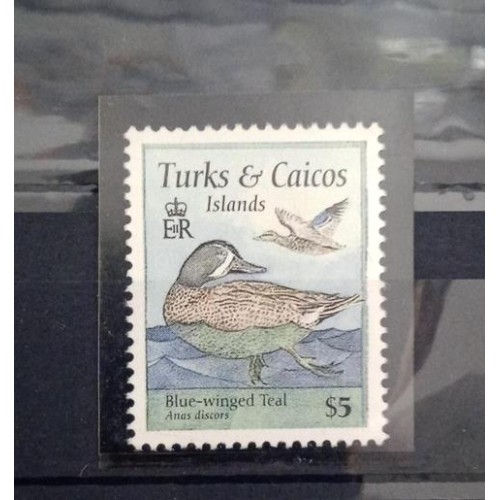 Turks & Caicos
Islands
EIIR
Blue-winged Teal
Anas discors
$5